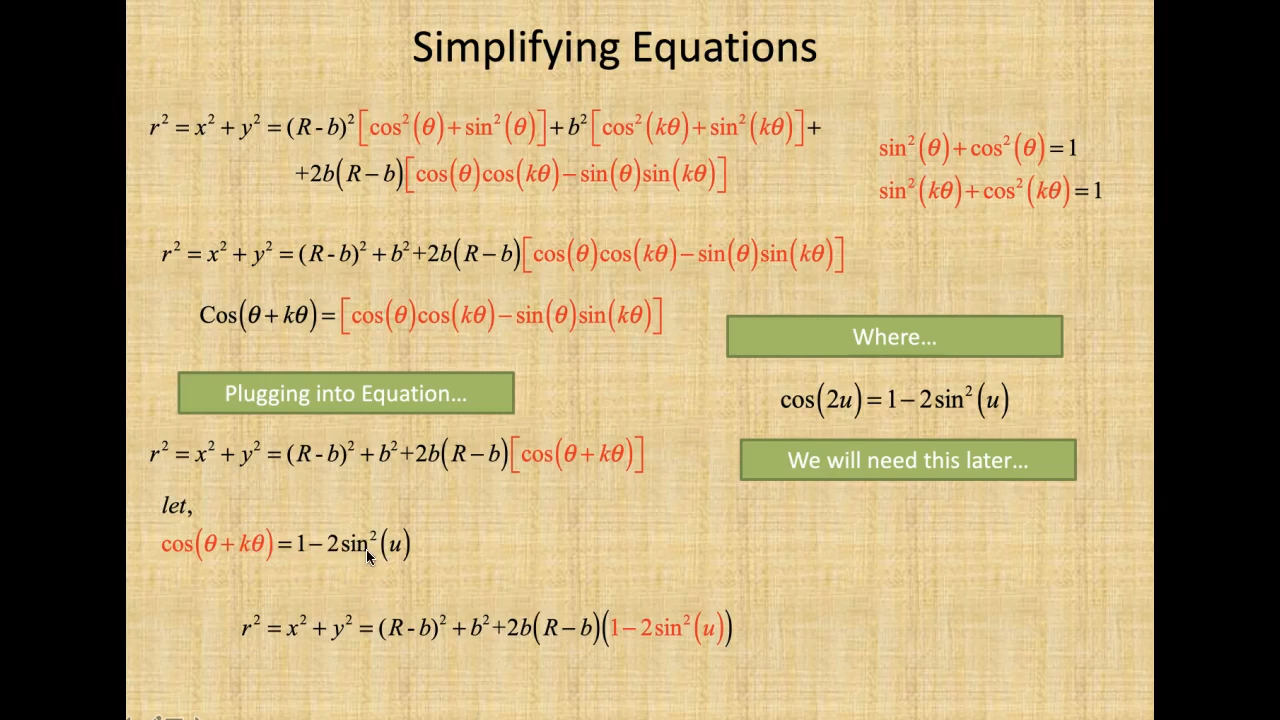 Simplifying Equations
r² = x² + y² = (R - b)² [cos²(θ) + sin²(θ)] + b² [cos²(kθ) + sin²(kθ)] +
+2b(R − b)[cos(θ)cos(kθ) − sin(θ)sin(kθ)]
sin²(θ) + cos²(θ) = 1
sin²(kθ) + cos²(kθ) = 1
r² = x² + y² = (R - b)² + b² +2b(R − b)[cos(θ)cos(kθ) − sin(θ)sin(kθ)]
Cos(θ + kθ) = [cos(θ)cos(kθ) − sin(θ)sin(kθ)]
Where...
Plugging into Equation...
cos(2u) = 1 − 2sin²(u)
r² = x² + y² = (R - b)² + b² +2b(R − b)[cos(θ + kθ)]
We will need this later...
let,
cos(θ + kθ) = 1 − 2sin²(u)
r² = x² + y² = (R - b)² + b² +2b(R − b)(1 − 2sin²(u))